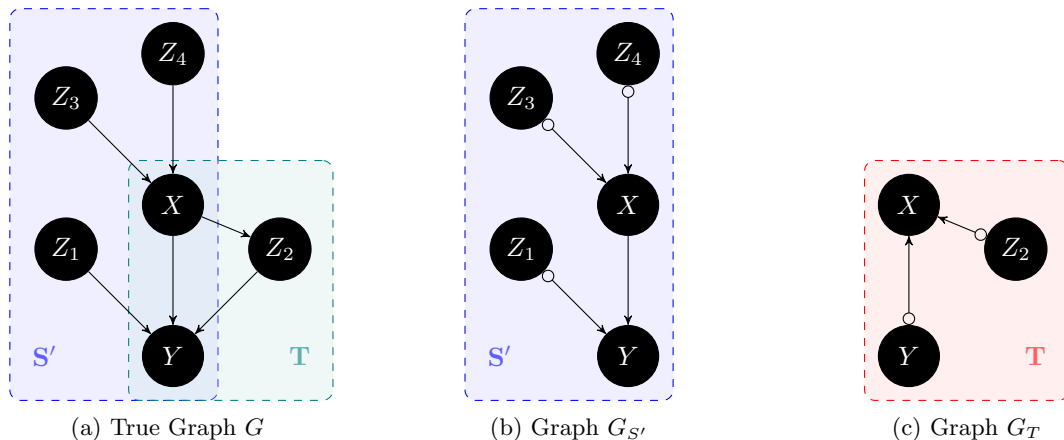 Z4
Z3
X
Z1
Z2
Y
S′
T
(a) True Graph G
Z4
Z3
X
Z1
Y
S′
(b) Graph GS′
X
Z2
Y
T
(c) Graph GT